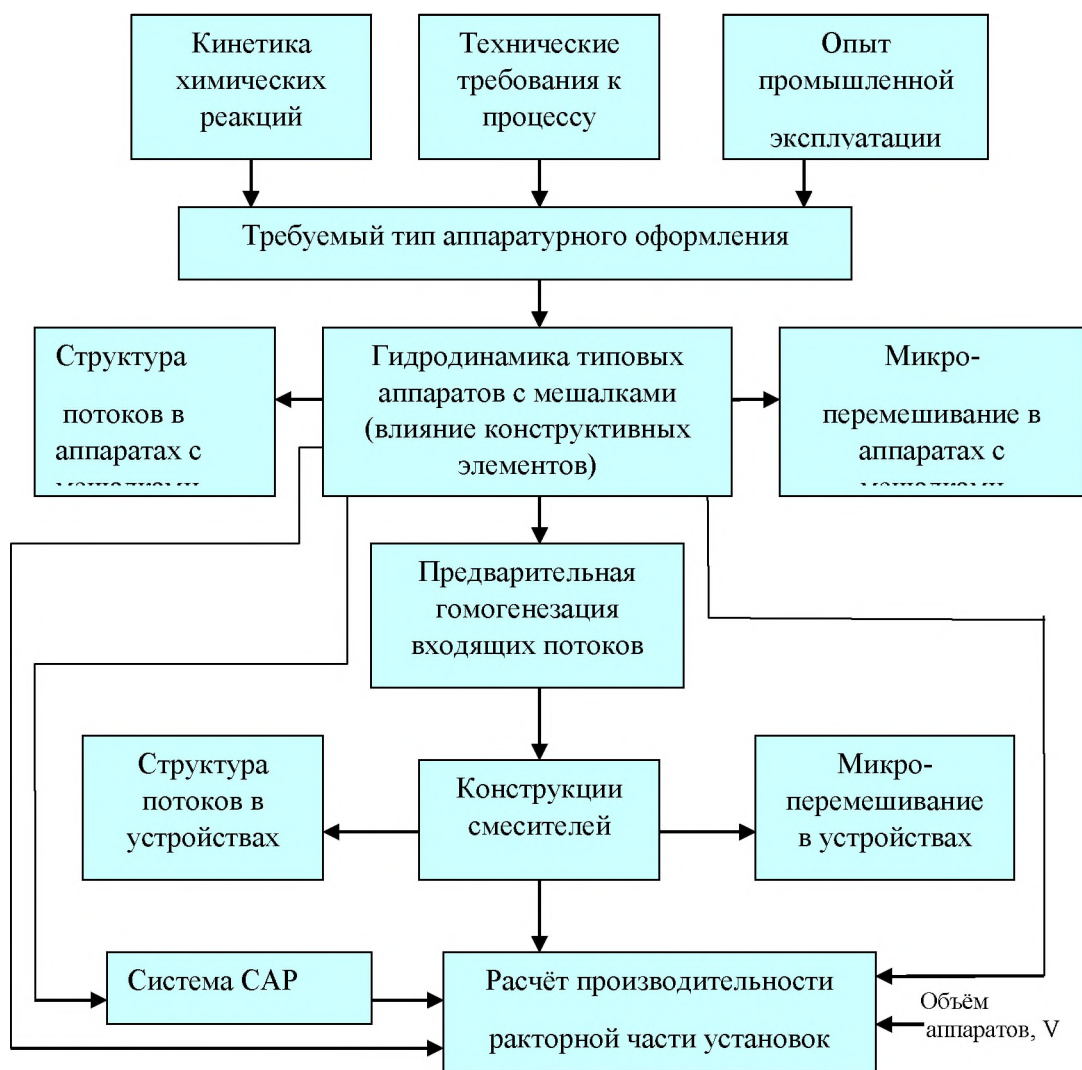 Кинетика
химических
реакций
Технические
требования к
процессу
Опыт
промышленной
эксплуатации
Требуемый тип аппаратурного оформления
Структура
потоков в
аппаратах с
мешалками
Гидродинамика типовых
аппаратов с мешалками
(влияние конструктивных
элементов)
Микро-
перемешивание в
аппаратах с
мешалками
Предварительная
гомогенезация
входящих потоков
Структура
потоков в
устройствах
Конструкции
смесителей
Микро-
перемешивание
в устройствах
Система САР
Расчёт производительности
ракторной части установок
Объём
аппаратов, V